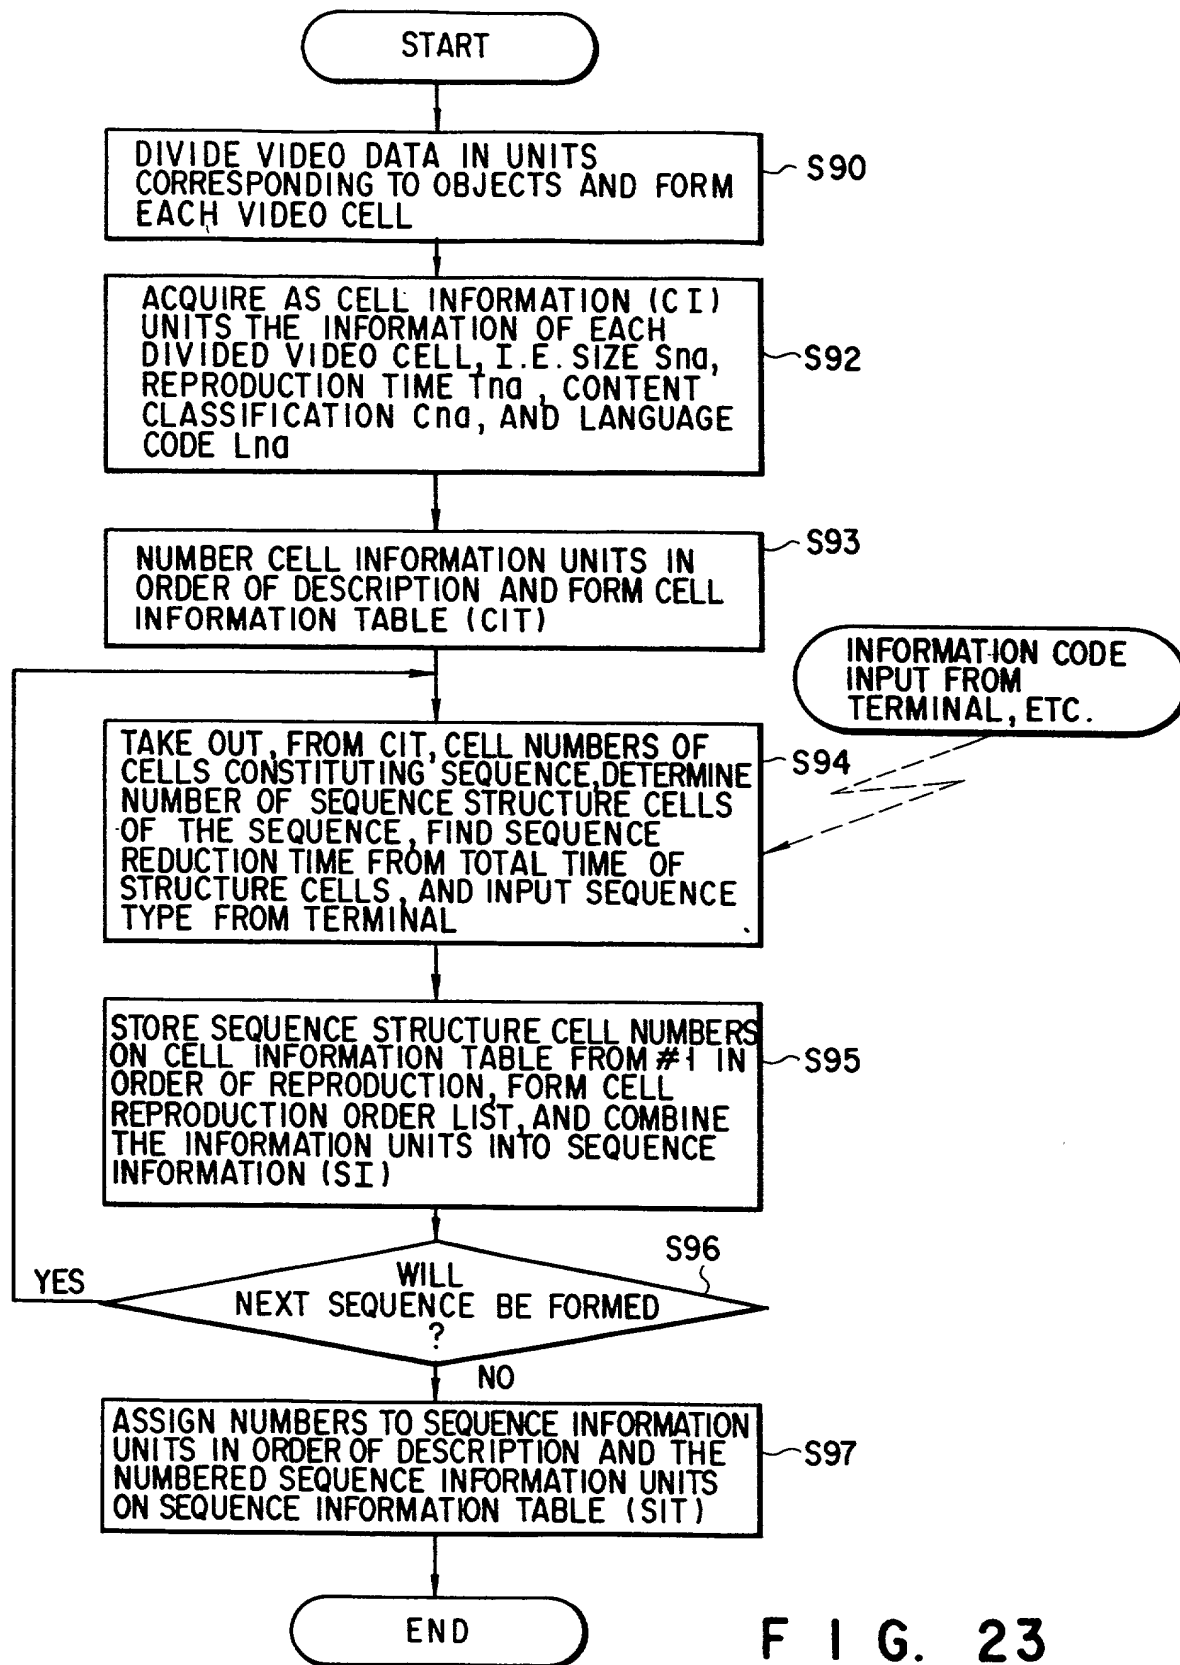 START
DIVIDE VIDEO DATA IN UNITS
CORRESPONDING TO OBJECTS AND FORM
EACH VIDEO CELL
S90
ACQUIRE AS CELL INFORMATION (CI)
UNITS THE INFORMATION OF EACH
DIVIDED VIDEO CELL, I.E. SIZE Sna,
REPRODUCTION TIME Tna, CONTENT
CLASSIFICATION Cna, AND LANGUAGE
CODE Lna
S92
NUMBER CELL INFORMATION UNITS IN
ORDER OF DESCRIPTION AND FORM CELL
INFORMATION TABLE (CIT)
S93
INFORMATION CODE
INPUT FROM
TERMINAL, ETC.
TAKE OUT, FROM CIT, CELL NUMBERS OF
CELLS CONSTITUTING SEQUENCE, DETERMINE
NUMBER OF SEQUENCE STRUCTURE CELLS
OF THE SEQUENCE, FIND SEQUENCE
REDUCTION TIME FROM TOTAL TIME OF
STRUCTURE CELLS, AND INPUT SEQUENCE
TYPE FROM TERMINAL
S94
STORE SEQUENCE STRUCTURE CELL NUMBERS
ON CELL INFORMATION TABLE FROM #1 IN
ORDER OF REPRODUCTION, FORM CELL
REPRODUCTION ORDER LIST, AND COMBINE
THE INFORMATION UNITS INTO SEQUENCE
INFORMATION (SI)
S95
S96
YES
WILL
NEXT SEQUENCE BE FORMED
?
NO
ASSIGN NUMBERS TO SEQUENCE INFORMATION
UNITS IN ORDER OF DESCRIPTION AND THE
NUMBERED SEQUENCE INFORMATION UNITS
ON SEQUENCE INFORMATION TABLE (SIT)
S97
END
FIG. 23